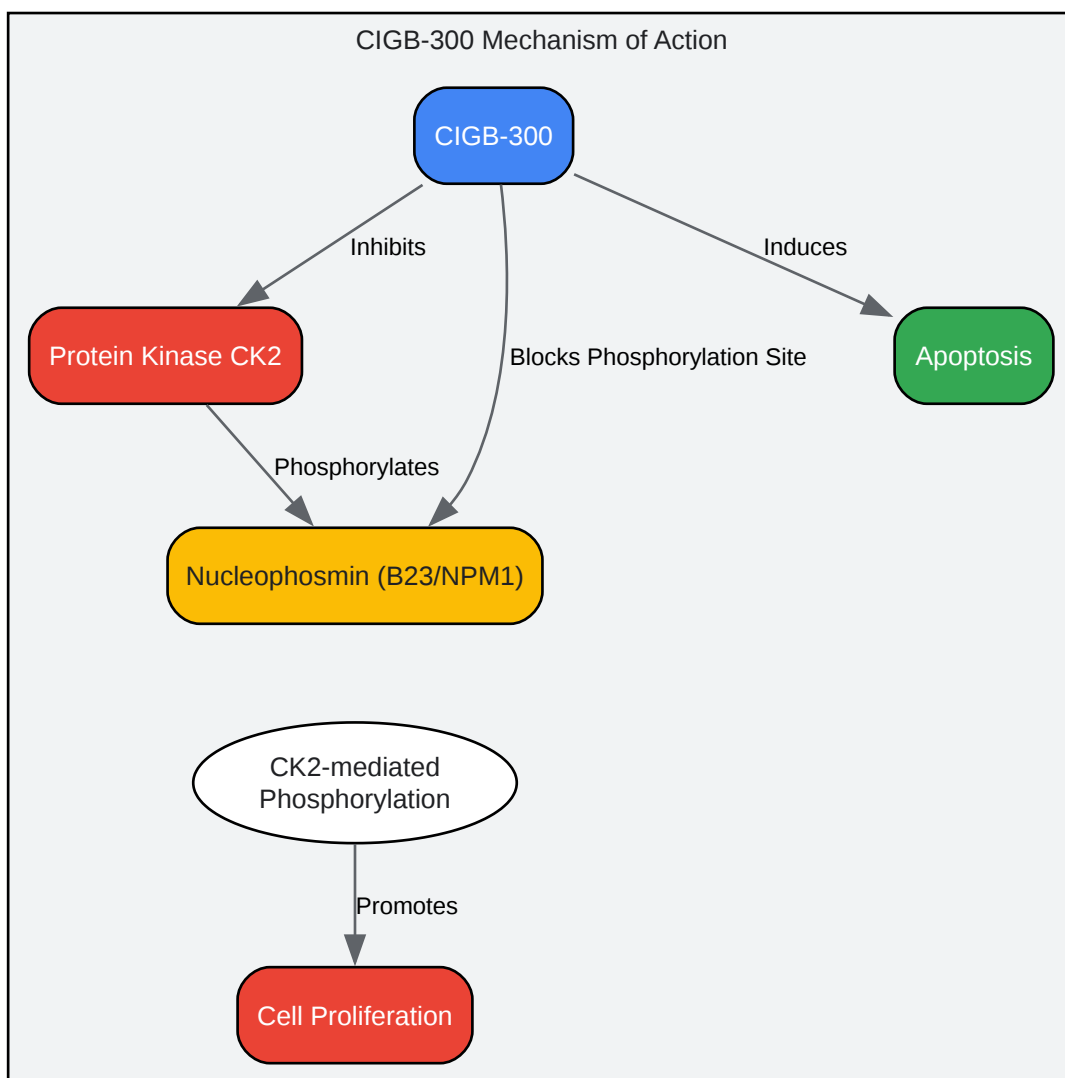 CIGB-300 Mechanism of Action
CIGB-300
Inhibits
Induces
Protein Kinase CK2
Blocks Phosphorylation Site
Apoptosis
Phosphorylates
Nucleophosmin (B23/NPM1)
CK2-mediated
Phosphorylation
Promotes
Cell Proliferation